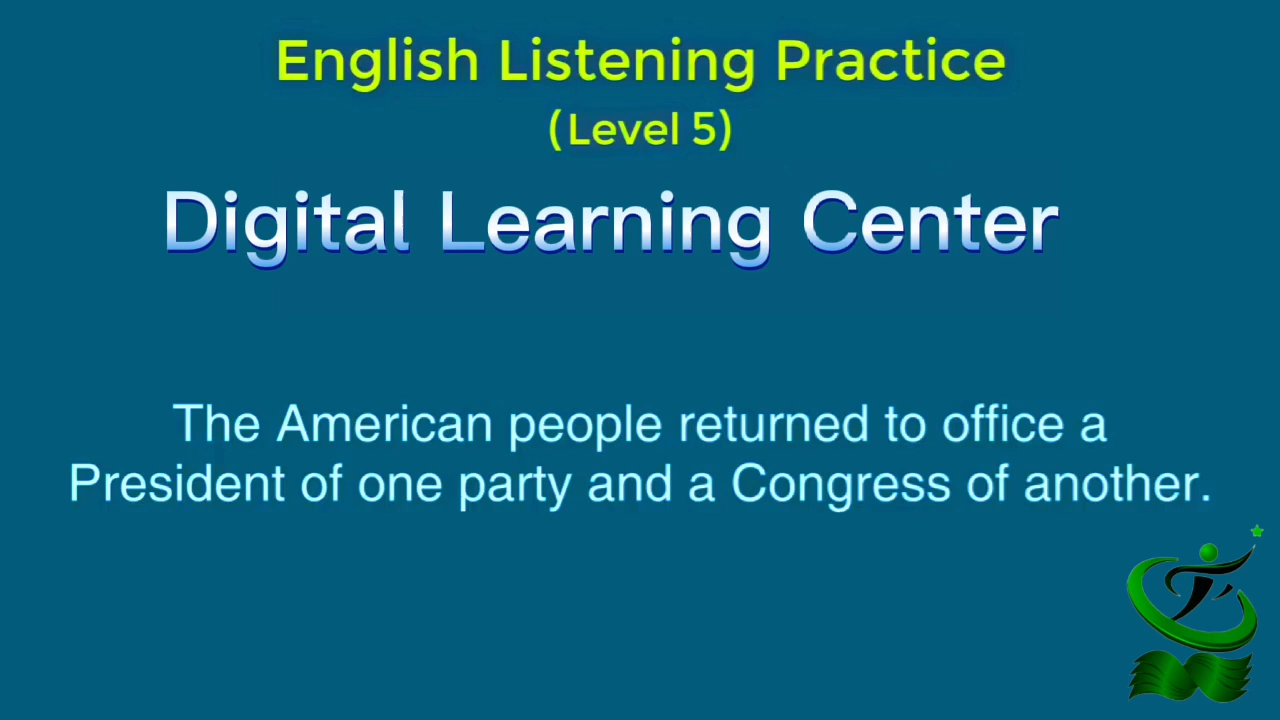 English Listening Practice
(Level 5)
Digital Learning Center
The American people returned to office a
President of one party and a Congress of another.